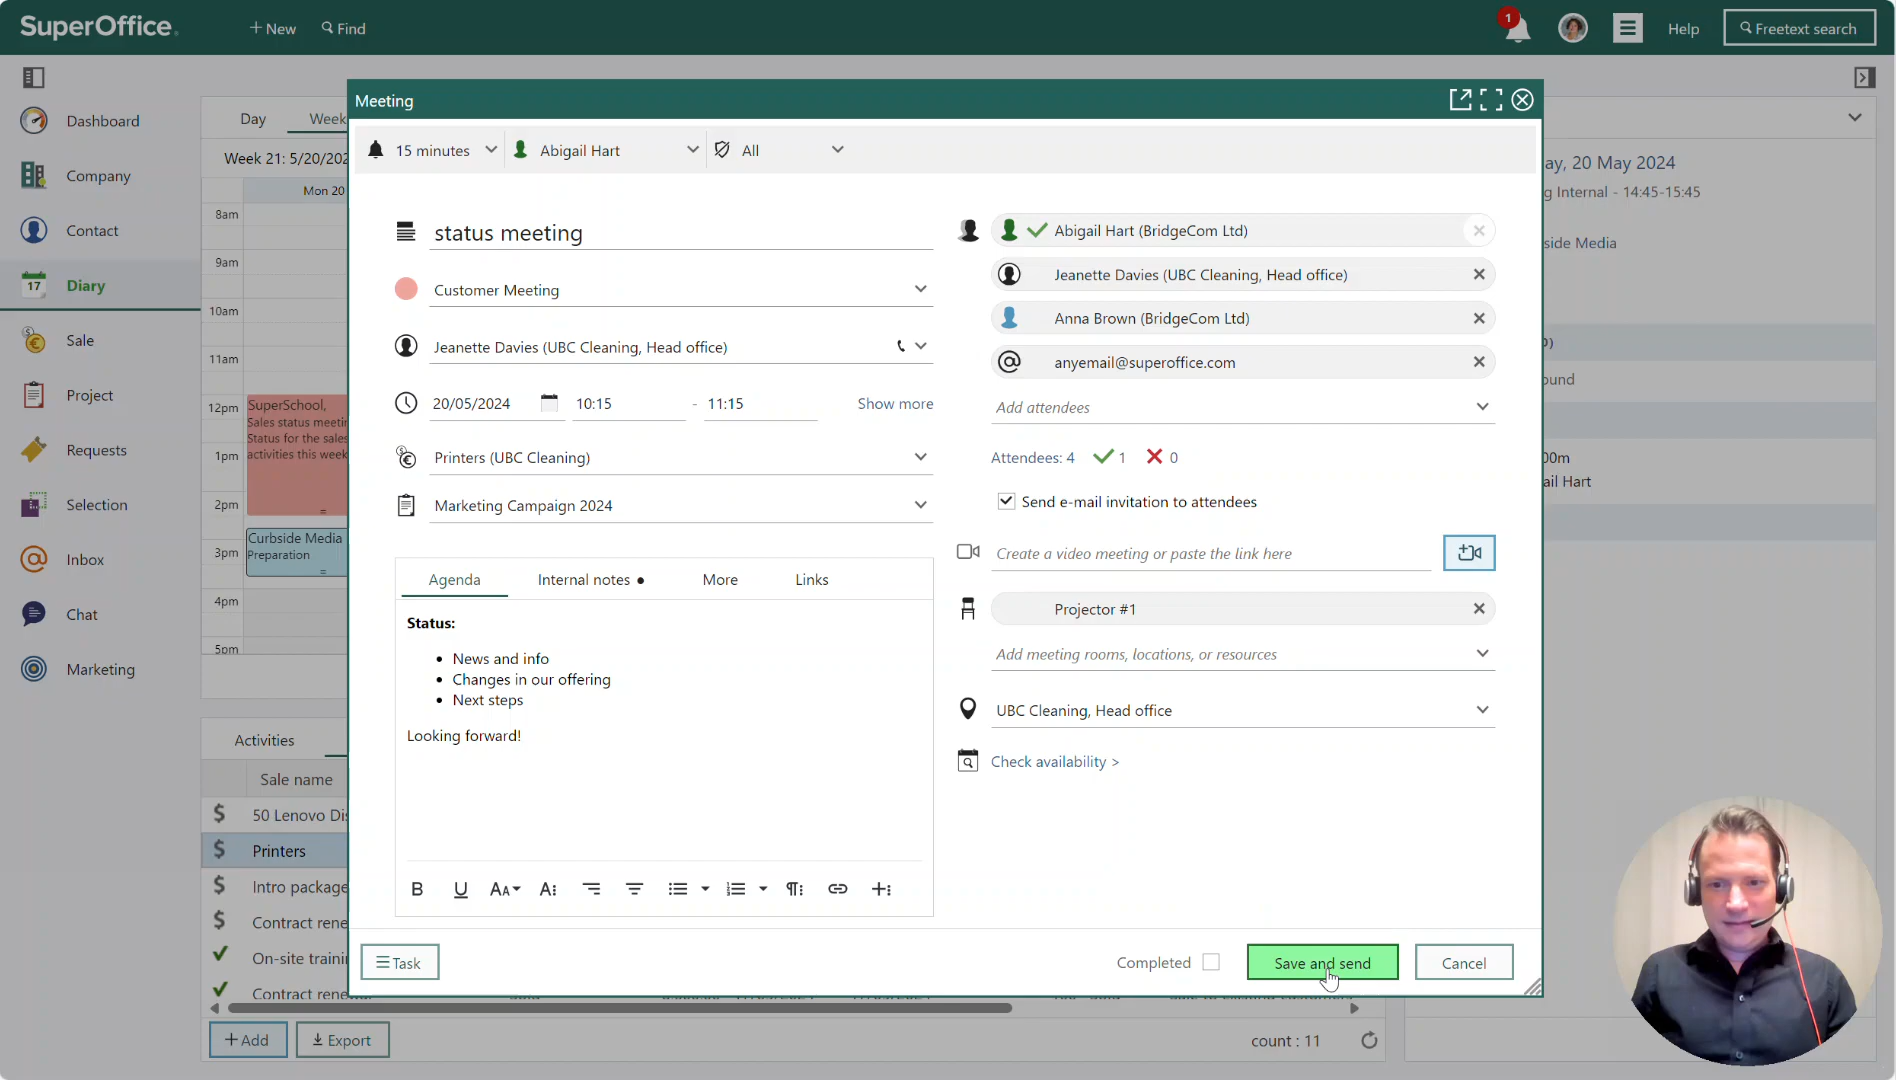 SuperOffice.
+ New
Find
1
Help
Freetext search
Dashboard
Company
Contact
17
Diary
Sale
Project
Requests
Selection
Inbox
Chat
Marketing
Day
Week
Week 21: 5/20/202
Mon 20
8am
9am
10am
11am
12pm
1pm
2pm
3pm
4pm
5pm
SuperSchool,
Sales status meetin
Status for the sales
activities this week
Curbside Media
Preparation
Activities
Sale name
50 Lenovo Di
Printers
Intro package
Contract rene
On-site traini
Contract rene
+ Add
Export
count : 11
ay, 20 May 2024
g Internal - 14:45-15:45
side Media
ound
00m
ail Hart
Meeting
15 minutes
Abigail Hart
All
status meeting
Customer Meeting
Jeanette Davies (UBC Cleaning, Head office)
20/05/2024
10:15
-
11:15
Show more
Printers (UBC Cleaning)
Marketing Campaign 2024
Agenda
Internal notes ●
More
Links
Status:
• News and info
• Changes in our offering
• Next steps
Looking forward!
B U AA A
Abigail Hart (BridgeCom Ltd)
Jeanette Davies (UBC Cleaning, Head office)
Anna Brown (BridgeCom Ltd)
anyemail@superoffice.com
Add attendees
Attendees: 4 1 0
Send e-mail invitation to attendees
Create a video meeting or paste the link here
Projector #1
Add meeting rooms, locations, or resources
UBC Cleaning, Head office
Check availability >
Task
Completed
Save and send
Cancel